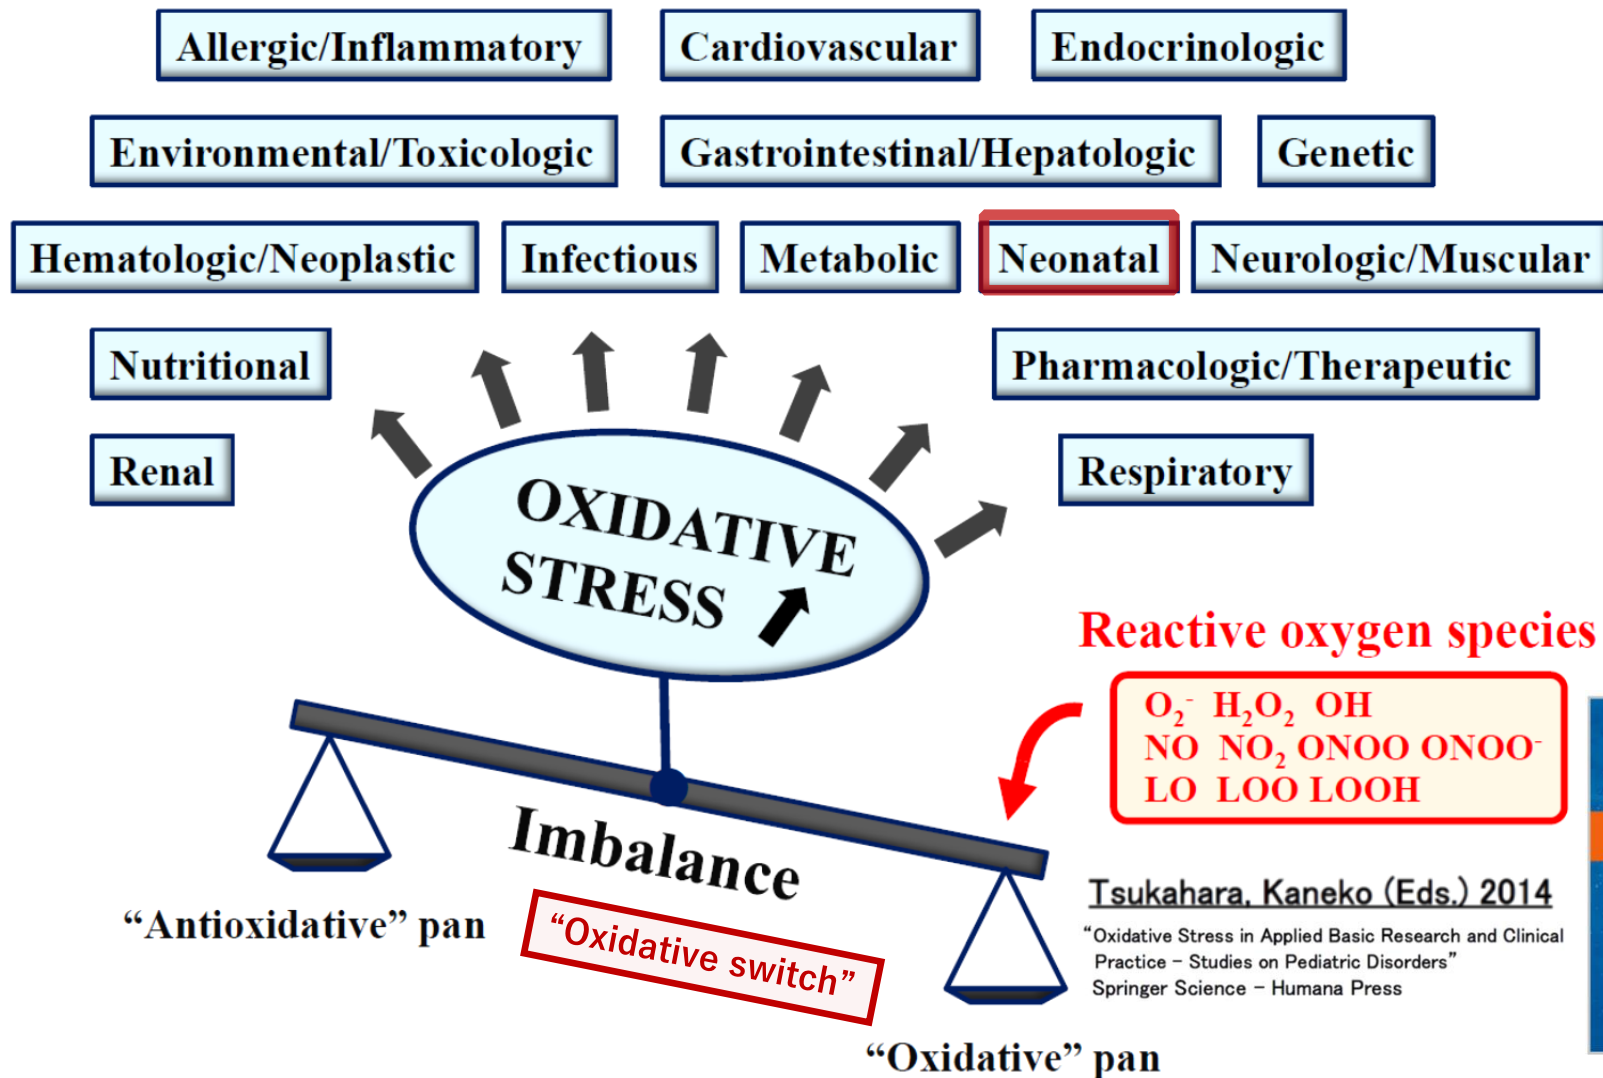 Allergic/Inflammatory Cardiovascular Endocrinologic
Environmental/Toxicologic Gastrointestinal/Hepatologic Genetic
Hematologic/Neoplastic Infectious Metabolic Neonatal Neurologic/Muscular
Nutritional Pharmacologic/Therapeutic
Renal Respiratory
OXIDATIVE
STRESS
Reactive oxygen species
O₂⁻ H₂O₂ OH
NO NO₂ ONOO ONOO⁻
LO LOO LOOH
Imbalance
"Oxidative switch"
“Antioxidative” pan
“Oxidative” pan
Tsukahara, Kaneko (Eds.) 2014
“Oxidative Stress in Applied Basic Research and Clinical
Practice - Studies on Pediatric Disorders”
Springer Science - Humana Press